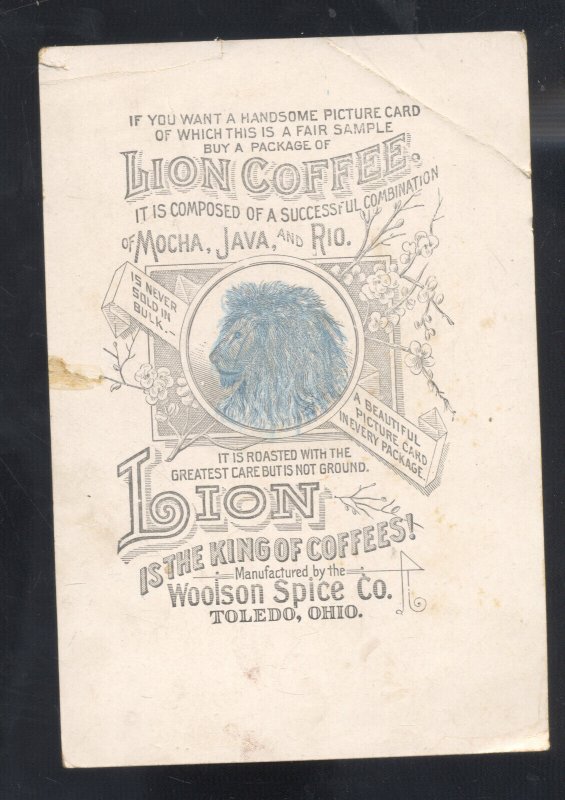 IF YOU WANT A HANDSOME PICTURE CARD
OF WHICH THIS IS A FAIR SAMPLE
BUY A PACKAGE OF
LION COFFEE.
IT IS COMPOSED OF A SUCCESSFUL COMBINATION
OF MOCHA, JAVA, AND RIO.
IS NEVER
SOLD IN
BULK.
A BEAUTIFUL
PICTURE CARD
IN EVERY PACKAGE.
IT IS ROASTED WITH THE
GREATEST CARE BUT IS NOT GROUND.
LION
IS THE KING OF COFFEES!
Manufactured by the
Woolson Spice Co.
TOLEDO, OHIO.